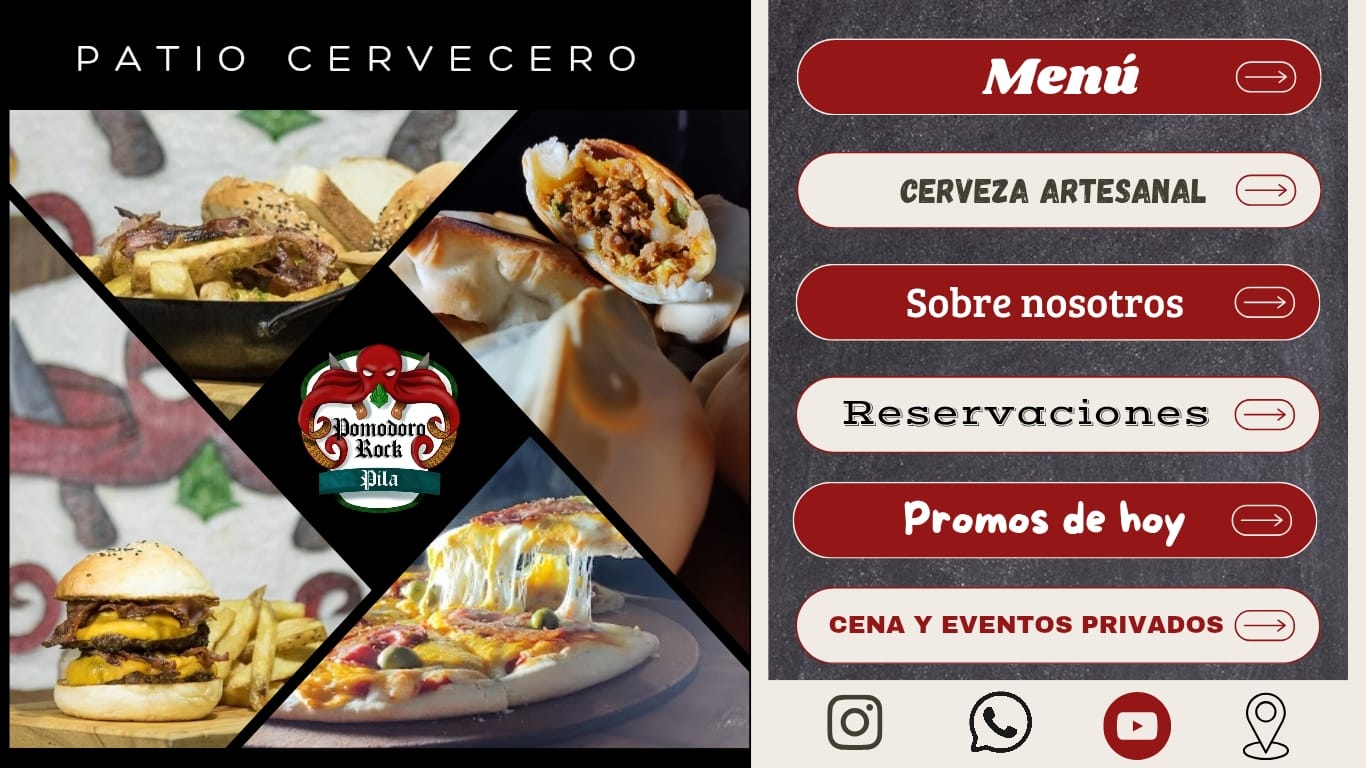 PATIO CERVECERO
Pomodoro
Rock
Pila
Menú
CERVEZA ARTESANAL
Sobre nosotros
Reservaciones
Promos de hoy
CENA Y EVENTOS PRIVADOS